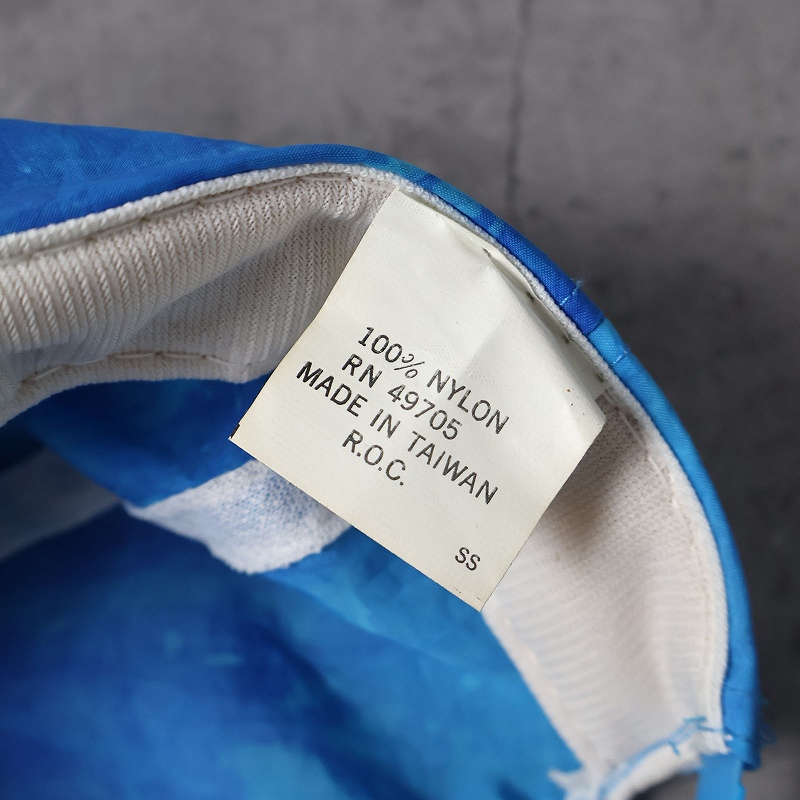 100% NYLON
RN 49705
MADE IN TAIWAN
R.O.C.
SS